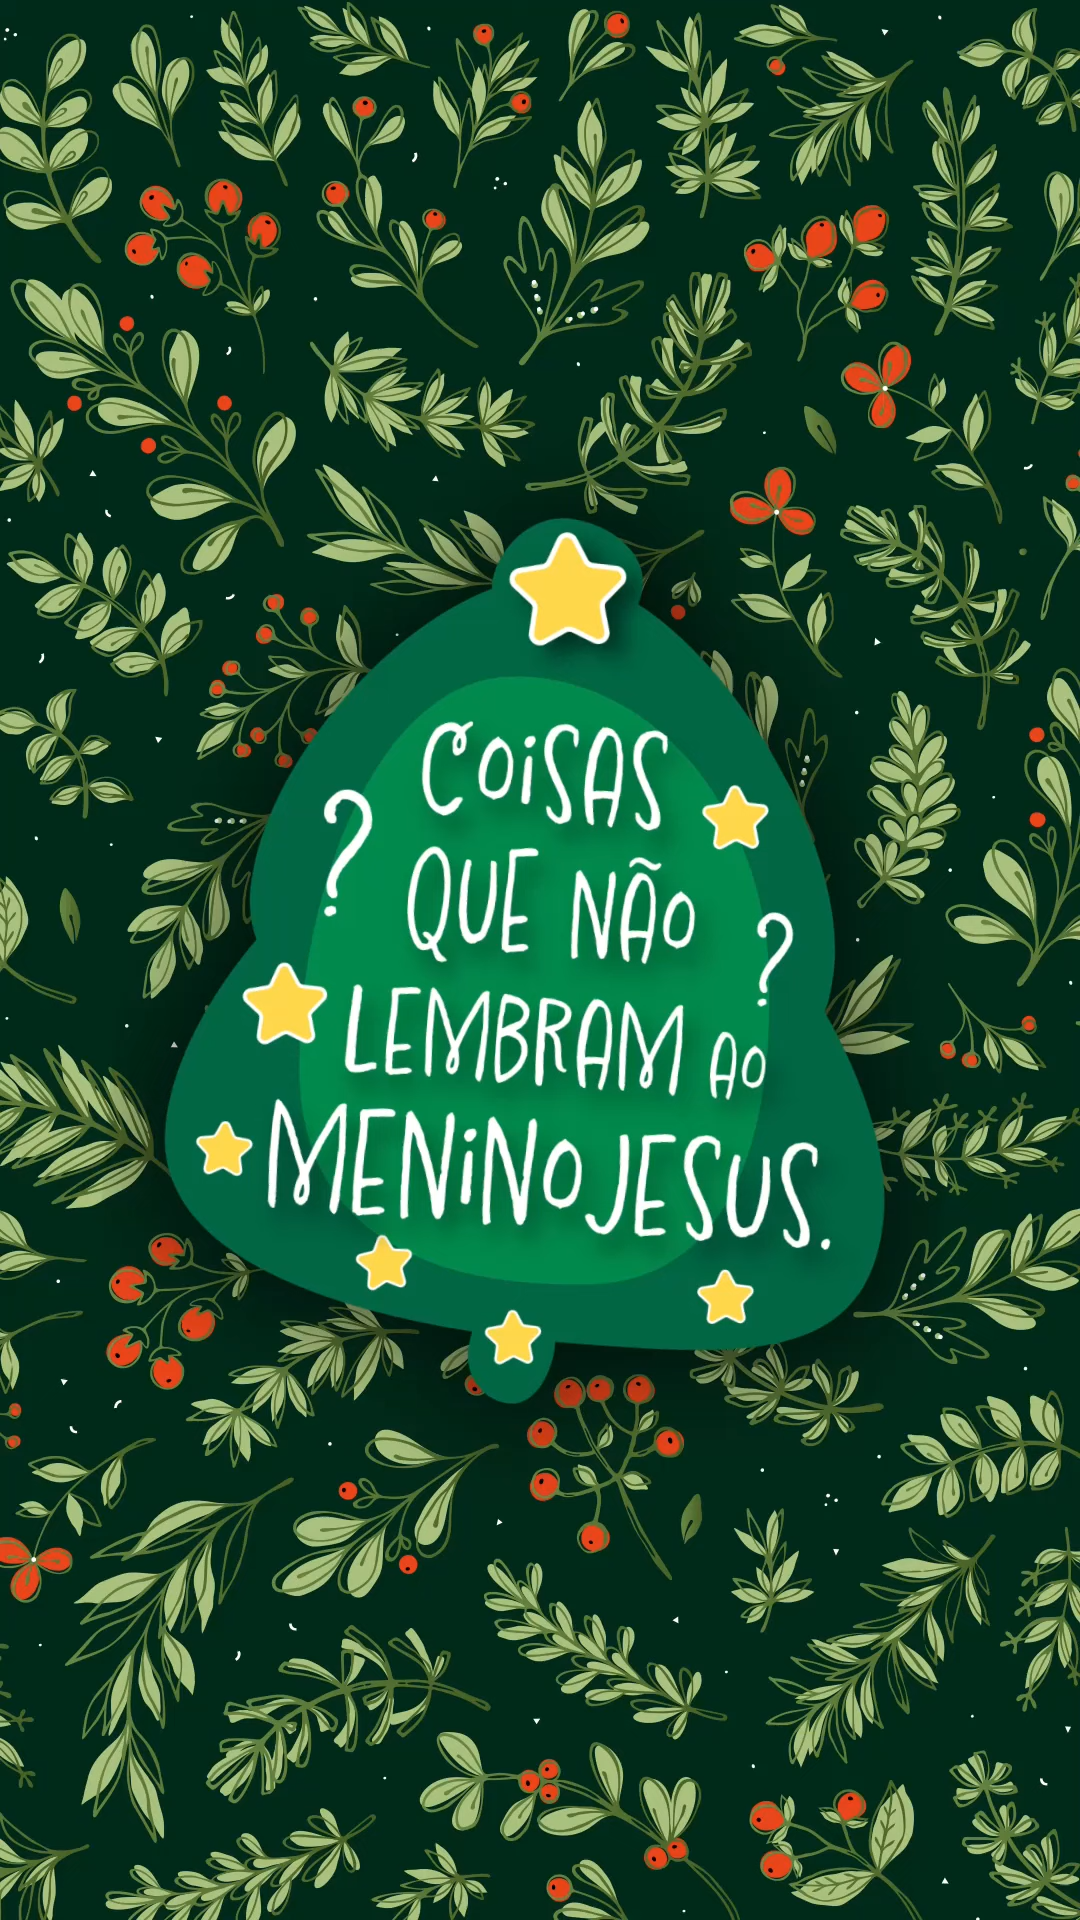 COiSAS
?
QUE NÃO
?
LEMBRAM AO
MENiNO JESUS.